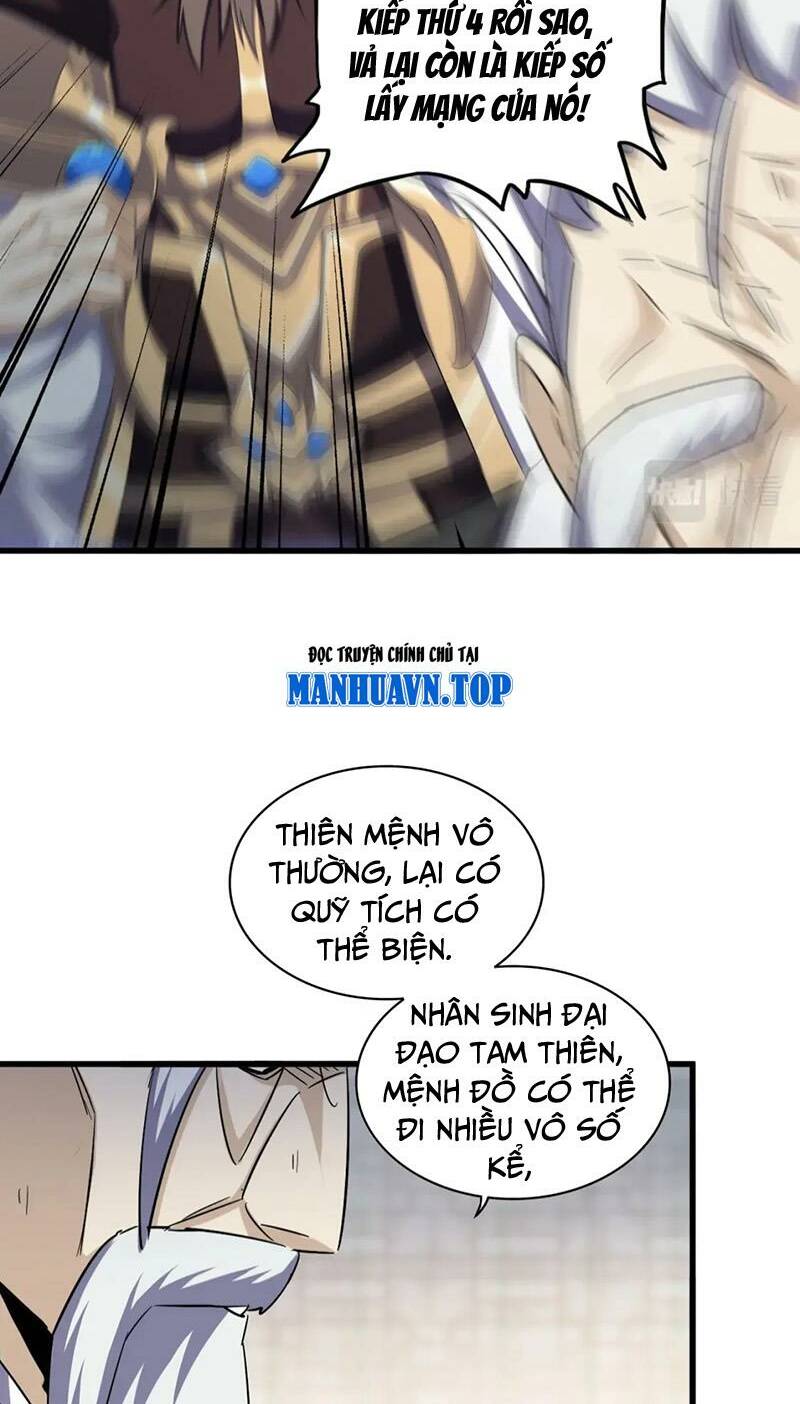 KIẾP THỨ 4 RỒI SAO,
VẢ LẠI CÒN LÀ KIẾP SỐ
LẤY MẠNG CỦA NÓ!
快看
ĐỌC TRUYỆN CHÍNH CHỦ TẠI
MANHUAVN.TOP
THIÊN MỆNH VÔ
THƯỜNG, LẠI CÓ
QUỸ TÍCH CÓ
THỂ BIỆN.
NHÂN SINH ĐẠI
ĐẠO TAM THIÊN,
MỆNH ĐỒ CÓ THỂ
ĐI NHIỀU VÔ SỐ
KỂ,